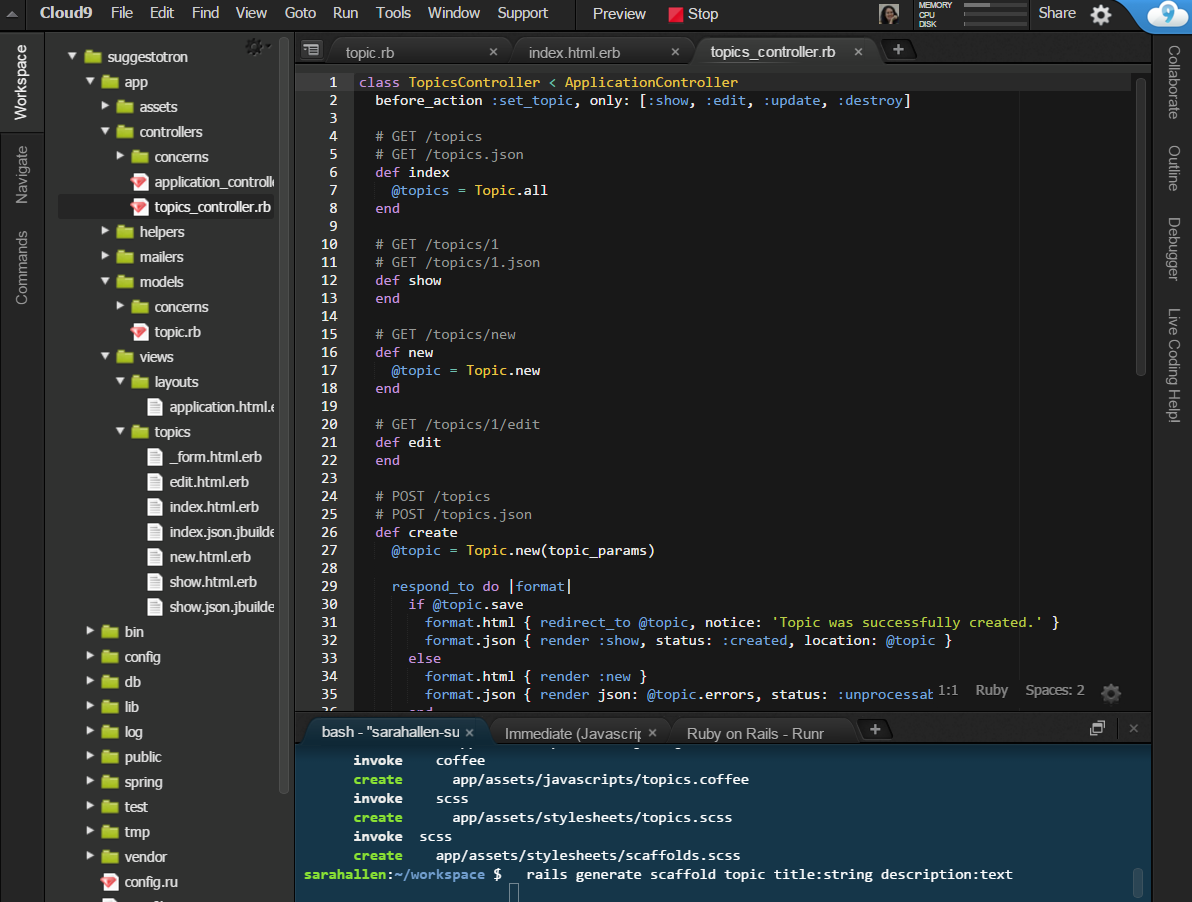 Cloud9 File Edit Find View Goto Run Tools Window Support Preview Stop MEMORY CPU DISK Share
Workspace
Navigate
Commands
suggestotron
app
assets
controllers
concerns
application_controlle
topics_controller.rb
helpers
mailers
models
concerns
topic.rb
views
layouts
application.html.e
topics
_form.html.erb
edit.html.erb
index.html.erb
index.json.jbuilde
new.html.erb
show.html.erb
show.json.jbuilde
bin
config
db
lib
log
public
spring
test
tmp
vendor
config.ru
topic.rb × index.html.erb × topics_controller.rb × +
1 class TopicsController < ApplicationController
2   before_action :set_topic, only: [:show, :edit, :update, :destroy]
3
4   # GET /topics
5   # GET /topics.json
6   def index
7     @topics = Topic.all
8   end
9
10   # GET /topics/1
11   # GET /topics/1.json
12   def show
13   end
14
15   # GET /topics/new
16   def new
17     @topic = Topic.new
18   end
19
20   # GET /topics/1/edit
21   def edit
22   end
23
24   # POST /topics
25   # POST /topics.json
26   def create
27     @topic = Topic.new(topic_params)
28
29     respond_to do |format|
30       if @topic.save
31         format.html { redirect_to @topic, notice: 'Topic was successfully created.' }
32         format.json { render :show, status: :created, location: @topic }
33       else
34         format.html { render :new }
35         format.json { render json: @topic.errors, status: :unprocessab
1:1 Ruby Spaces: 2
bash - "sarahallen-su × Immediate (Javascrip × Ruby on Rails - Runr +
invoke    coffee
create      app/assets/javascripts/topics.coffee
invoke    scss
create      app/assets/stylesheets/topics.scss
invoke  scss
create    app/assets/stylesheets/scaffolds.scss
sarahallen:~/workspace $   rails generate scaffold topic title:string description:text
Collaborate
Outline
Debugger
Live Coding Help!
9